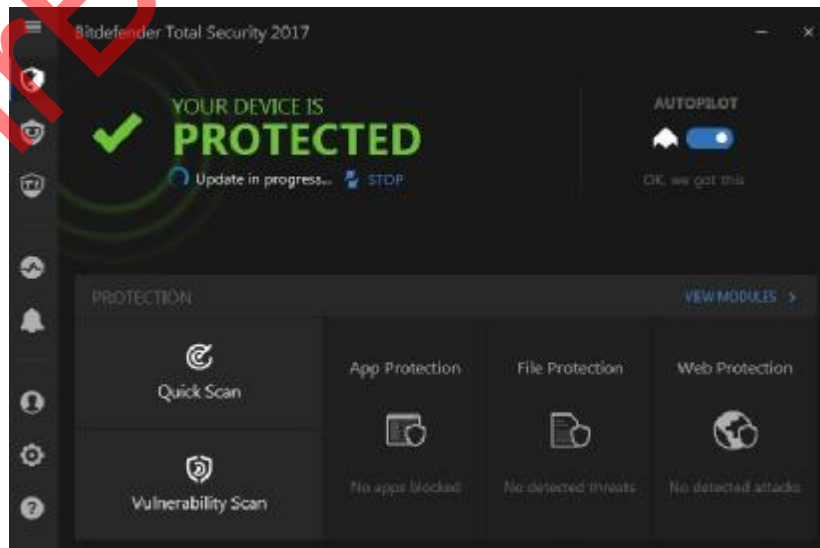 Bitdefender Total Security 2017
YOUR DEVICE IS
PROTECTED
Update in progress... STOP
AUTOPILOT
OK, we got this
PROTECTION
VIEW MODULES >
Quick Scan
Vulnerability Scan
App Protection
No apps blocked
File Protection
No detected threats
Web Protection
No detected attacks